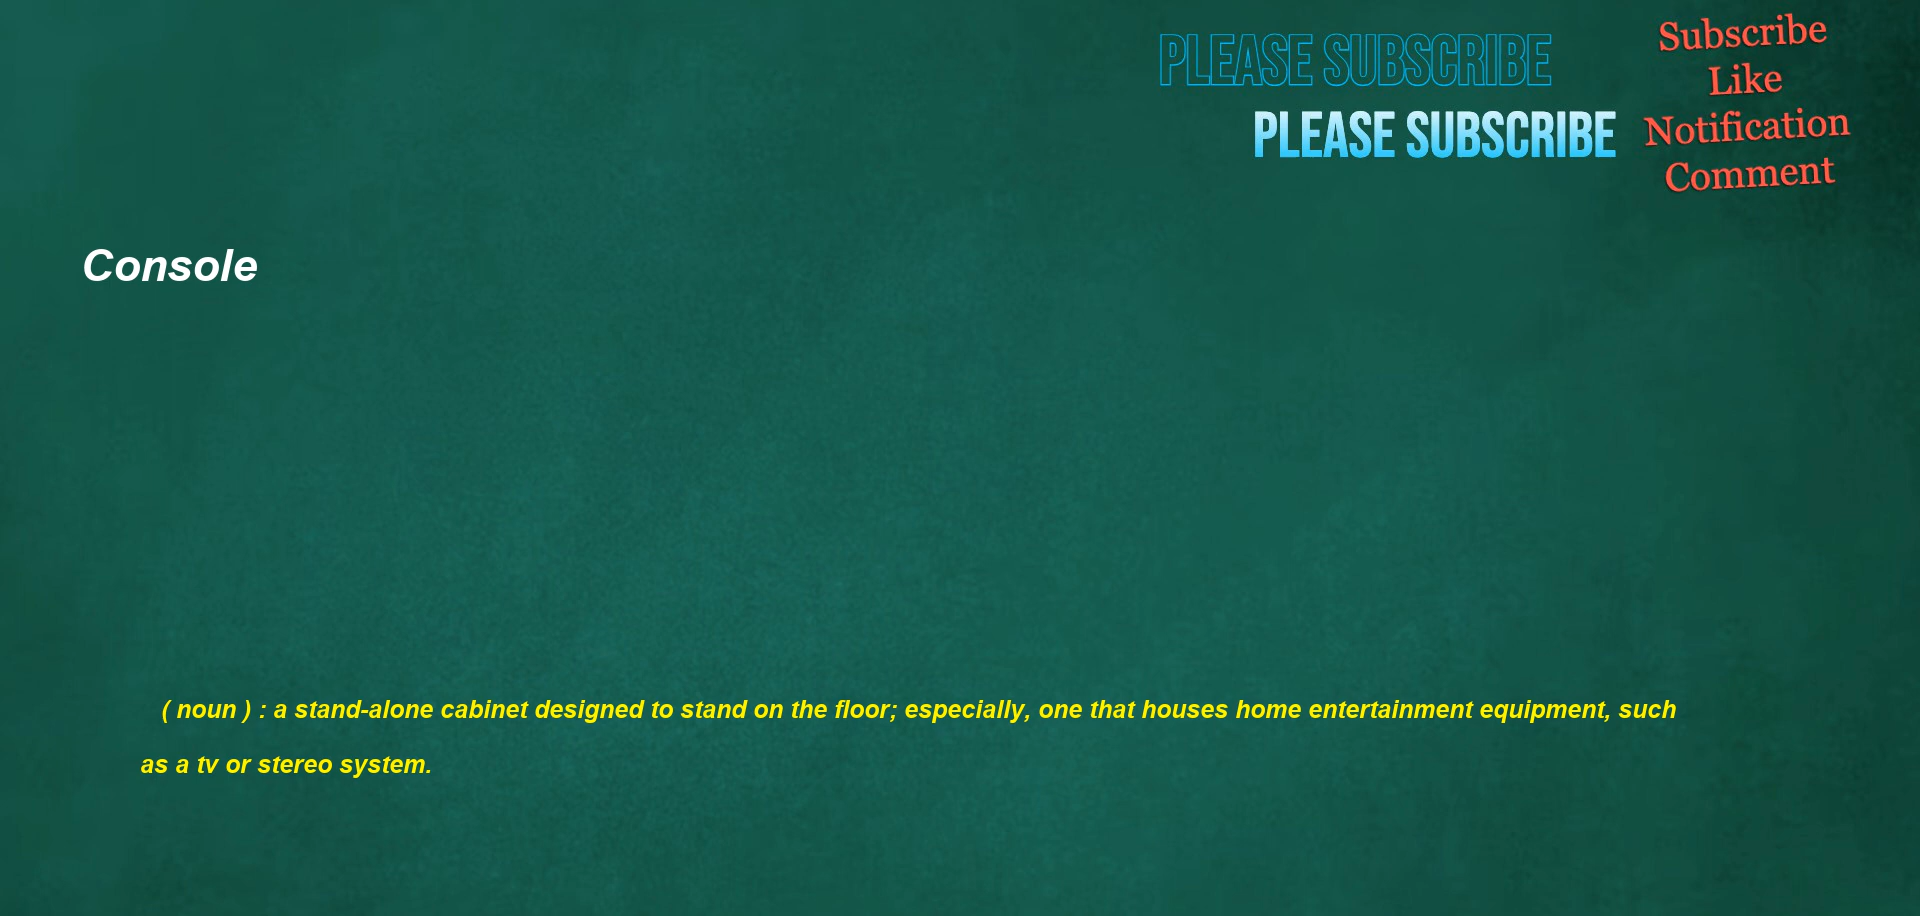 PLEASE SUBSCRIBE
PLEASE SUBSCRIBE
Subscribe
Like
Notification
Comment
Console
( noun ) : a stand-alone cabinet designed to stand on the floor; especially, one that houses home entertainment equipment, such
as a tv or stereo system.